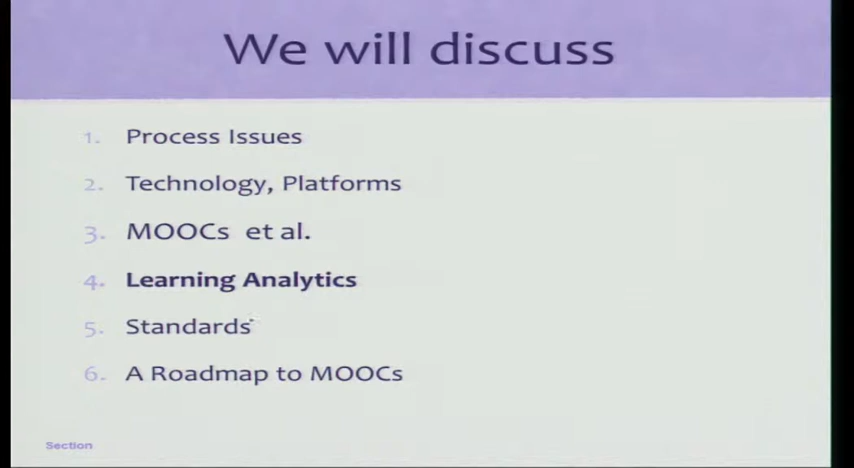 We will discuss
1. Process Issues
2. Technology, Platforms
3. MOOCs et al.
4. Learning Analytics
5. Standards
6. A Roadmap to MOOCs
Section